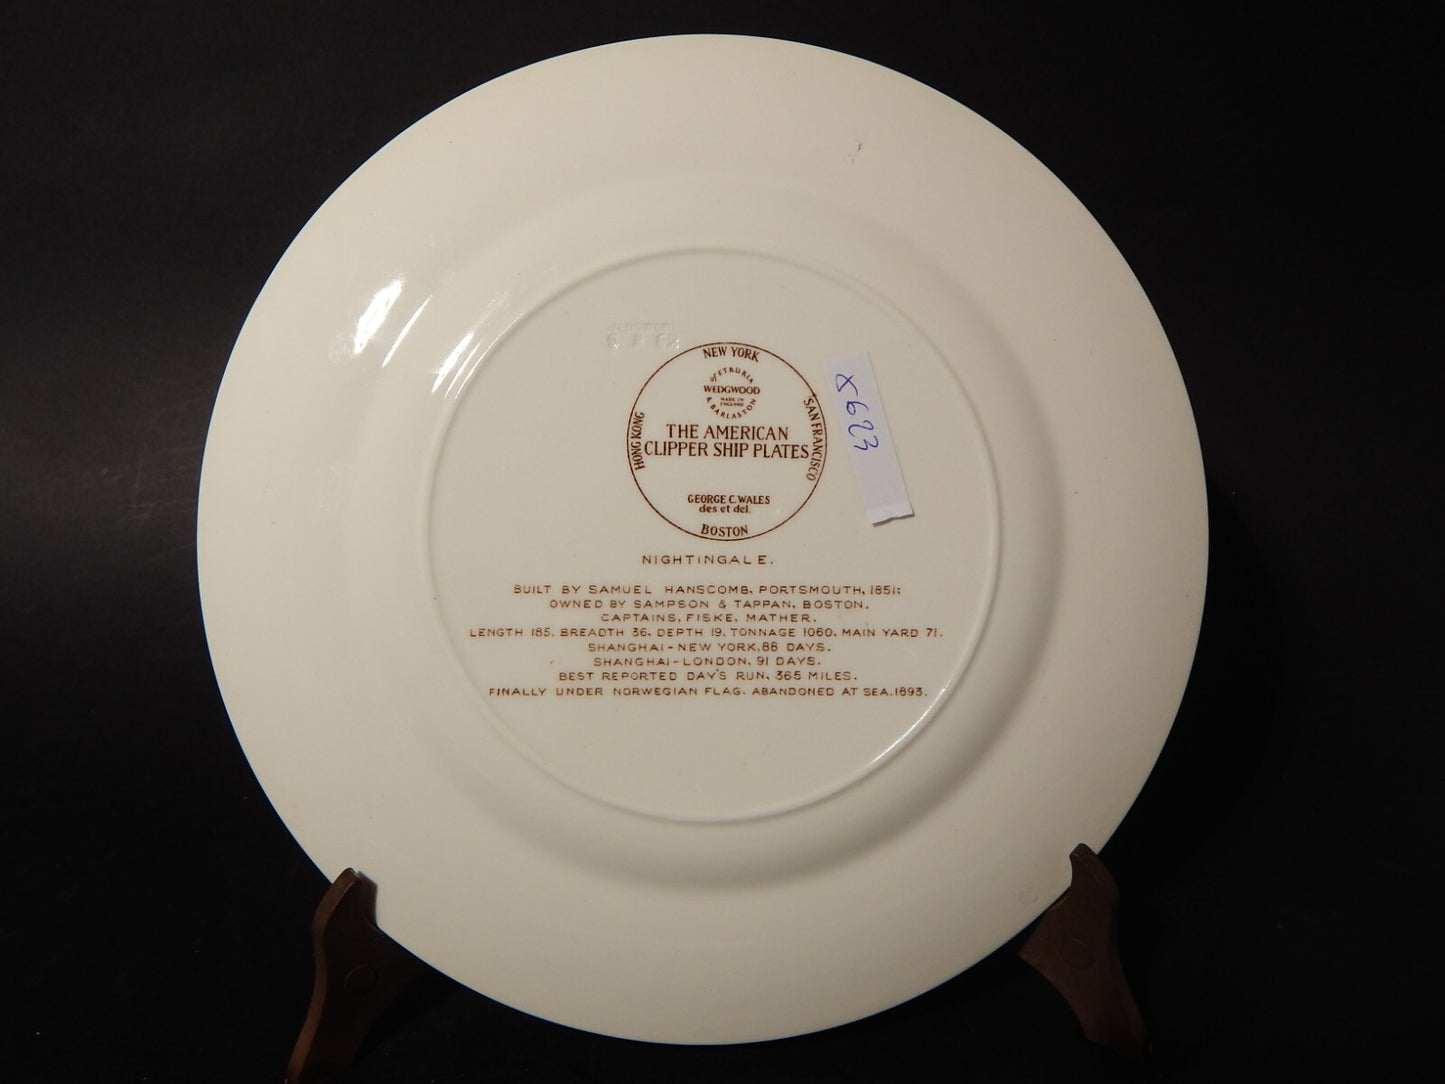 NEW YORK
of ETRURIA
WEDGWOOD
MADE IN
ENGLAND
& BARLASTON
HONG KONG
SAN FRANCISCO
THE AMERICAN
CLIPPER SHIP PLATES
GEORGE C. WALES
des et del.
BOSTON
NIGHTINGALE.
BUILT BY SAMUEL HANSCOMB, PORTSMOUTH, 1851;
OWNED BY SAMPSON & TAPPAN, BOSTON.
CAPTAINS, FISKE, MATHER.
LENGTH 185, BREADTH 36, DEPTH 19, TONNAGE 1060, MAIN YARD 71.
SHANGHAI-NEW YORK, 88 DAYS.
SHANGHAI-LONDON, 91 DAYS.
BEST REPORTED DAY'S RUN, 365 MILES.
FINALLY UNDER NORWEGIAN FLAG, ABANDONED AT SEA, 1893.